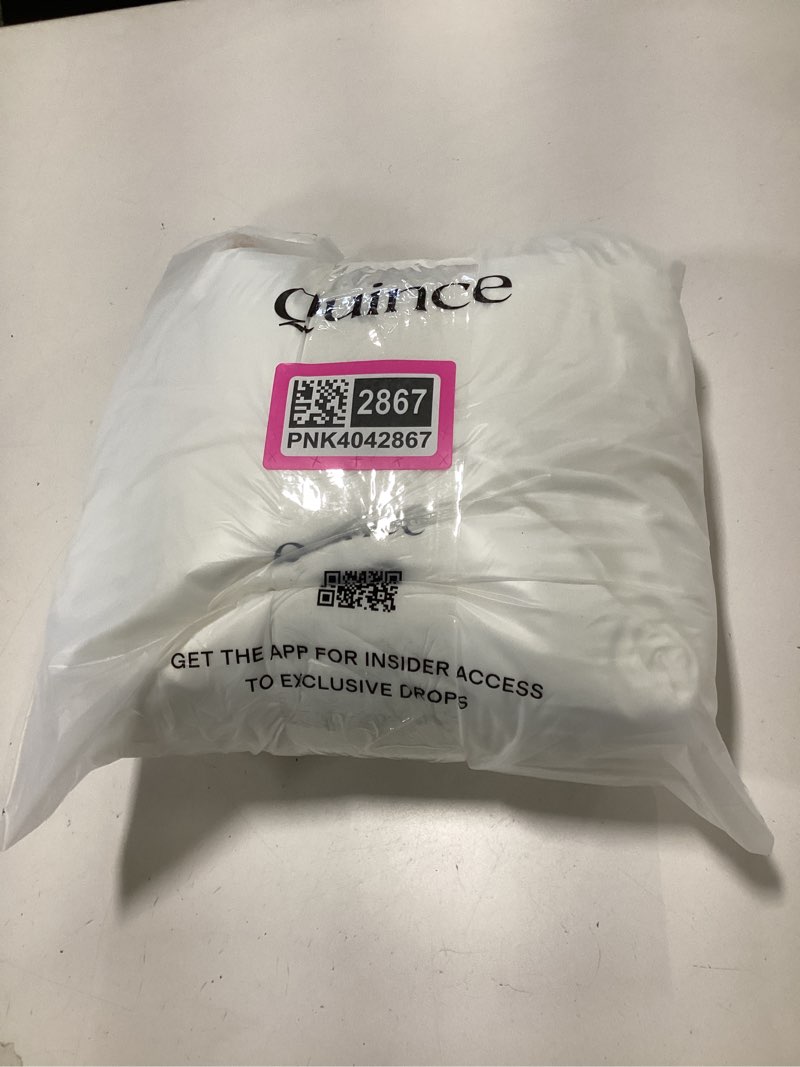 Quince
2867
PNK4042867
GET THE APP FOR INSIDER ACCESS
TO EXCLUSIVE DROPS